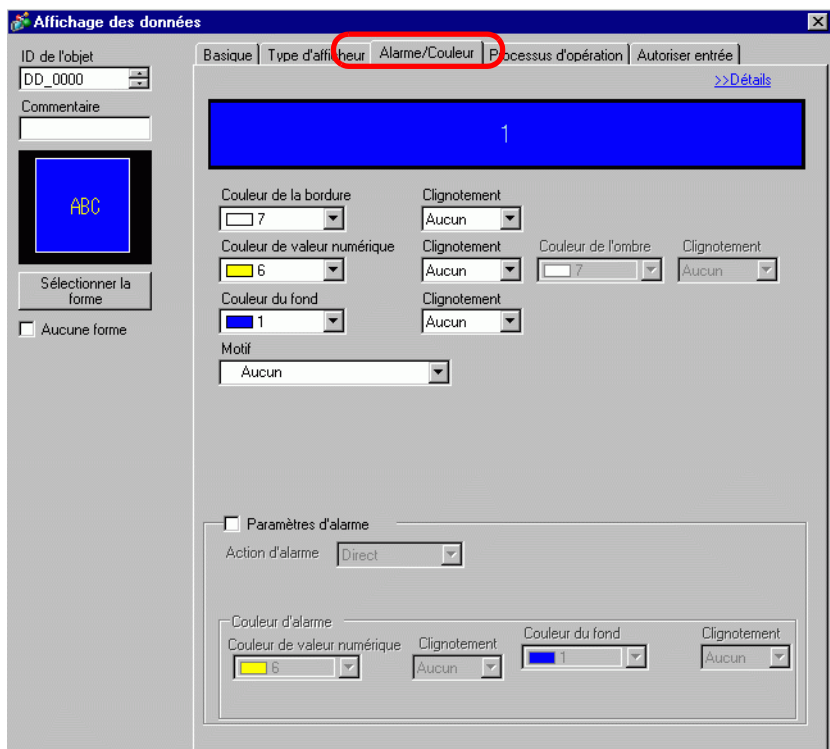 Affichage des données
ID de l'objet
DD_0000
Commentaire
ABC
Sélectionner la
forme
Aucune forme
Basique Type d'afficheur Alarme/Couleur Processus d'opération Autoriser entrée
>>Détails
1
Couleur de la bordure Clignotement
7 Aucun
Couleur de valeur numérique Clignotement Couleur de l'ombre Clignotement
6 Aucun 7 Aucun
Couleur du fond Clignotement
1 Aucun
Motif
Aucun
Paramètres d'alarme
Action d'alarme Direct
Couleur d'alarme
Couleur de valeur numérique Clignotement Couleur du fond Clignotement
6 Aucun 1 Aucun